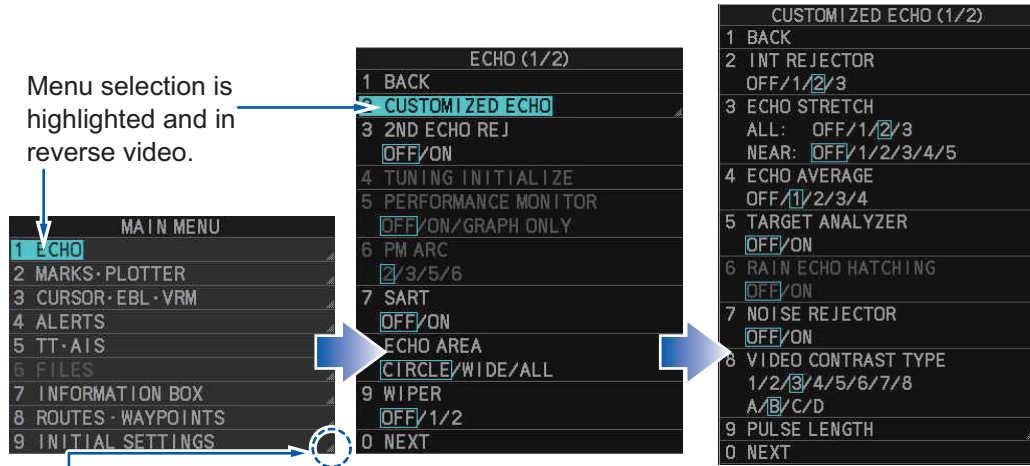 Menu selection is
highlighted and in
reverse video.
MAIN MENU
1 ECHO
2 MARKS·PLOTTER
3 CURSOR·EBL·VRM
4 ALERTS
5 TT·AIS
6 FILES
7 INFORMATION BOX
8 ROUTES·WAYPOINTS
9 INITIAL SETTINGS
ECHO (1/2)
1 BACK
2 CUSTOMIZED ECHO
3 2ND ECHO REJ
OFF/ON
4 TUNING INITIALIZE
5 PERFORMANCE MONITOR
OFF/ON/GRAPH ONLY
6 PM ARC
2/3/5/6
7 SART
OFF/ON
ECHO AREA
CIRCLE/WIDE/ALL
9 WIPER
OFF/1/2
0 NEXT
CUSTOMIZED ECHO (1/2)
1 BACK
2 INT REJECTOR
OFF/1/2/3
3 ECHO STRETCH
ALL: OFF/1/2/3
NEAR: OFF/1/2/3/4/5
4 ECHO AVERAGE
OFF/1/2/3/4
5 TARGET ANALYZER
OFF/ON
6 RAIN ECHO HATCHING
OFF/ON
7 NOISE REJECTOR
OFF/ON
8 VIDEO CONTRAST TYPE
1/2/3/4/5/6/7/8
A/B/C/D
9 PULSE LENGTH
0 NEXT